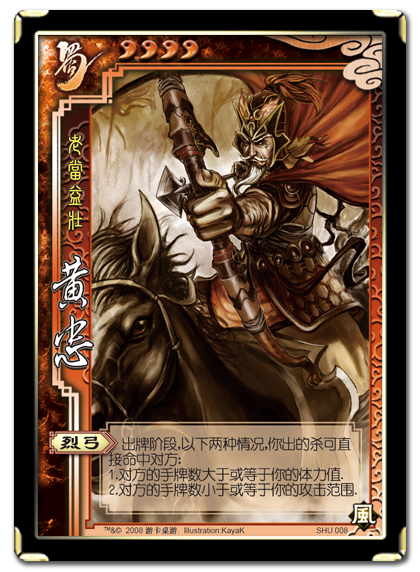 蜀
老當益壯
黃忠
烈弓
出牌阶段,以下两种情况,你出的杀可直
接命中对方:
1.对方的手牌数大于或等于你的体力值.
2.对方的手牌数小于或等于你的攻击范围.
風
™&© 2008 游卡桌游. Illustration:KayaK
SHU 008